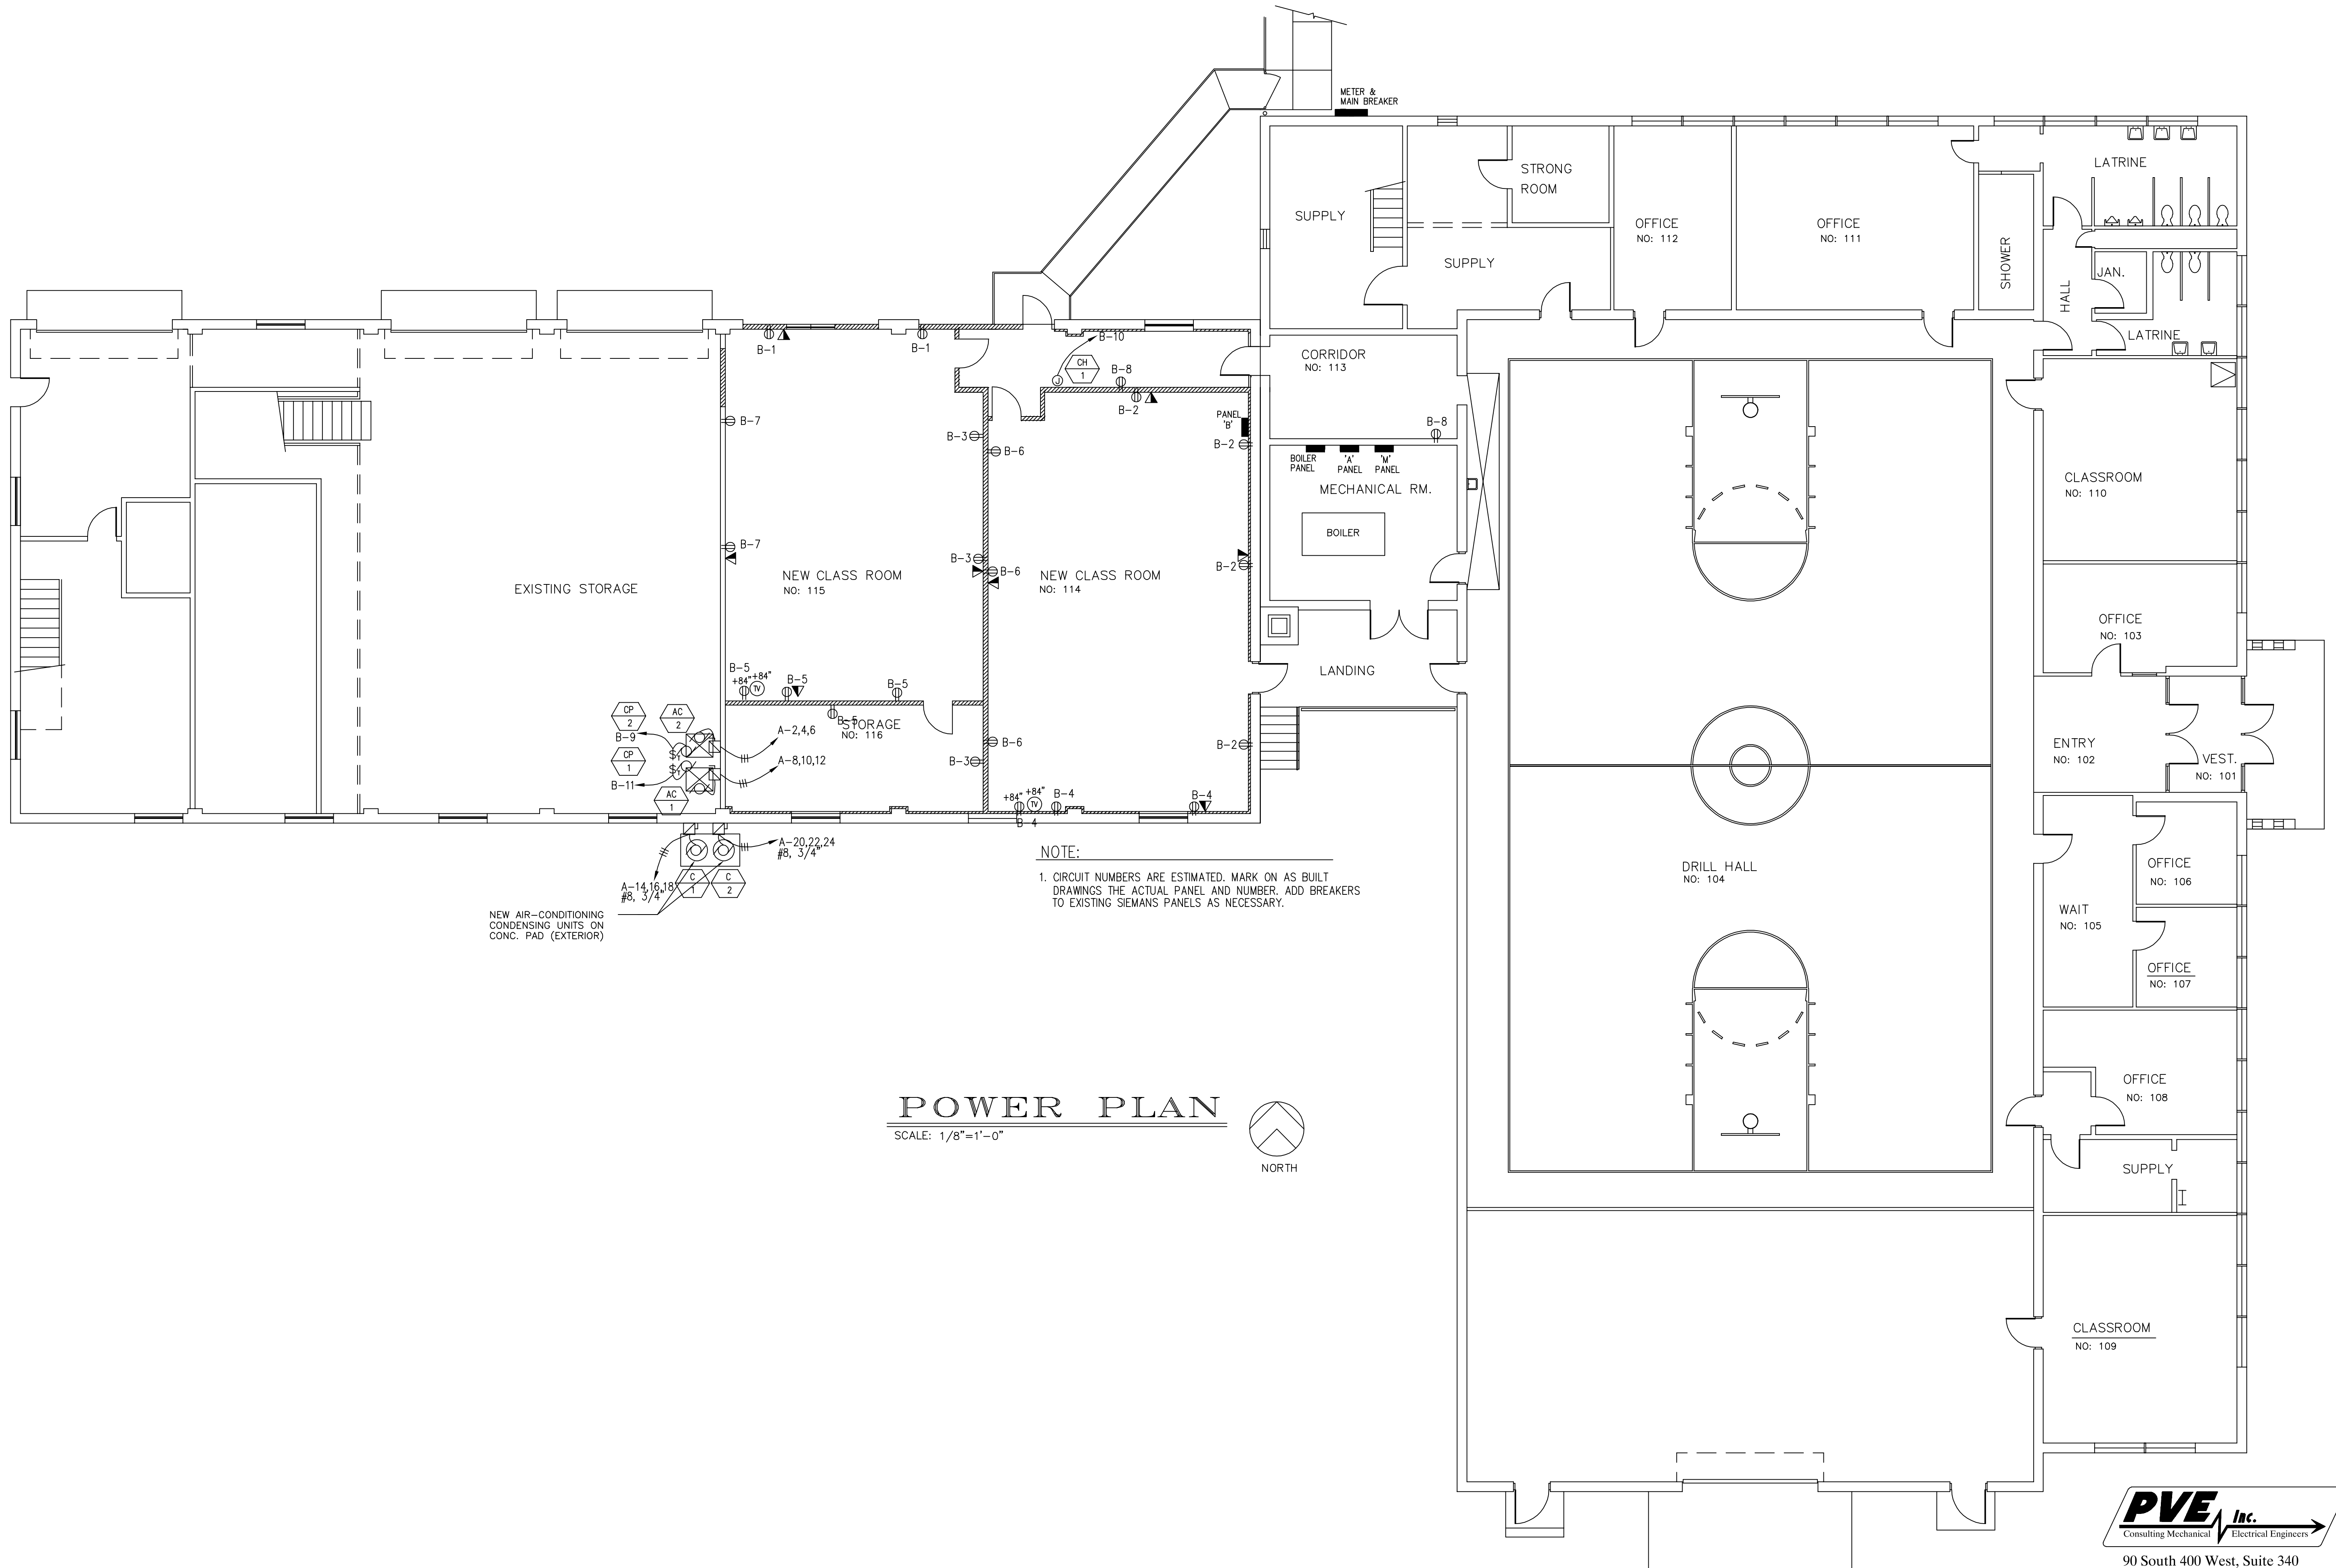 METER &
MAIN BREAKER
STRONG
ROOM
LATRINE
SUPPLY
OFFICE
NO: 112
OFFICE
NO: 111
SUPPLY
SHOWER
HALL
JAN.
LATRINE
B-1
B-1
B-10
CH
1
B-8
B-2
CORRIDOR
NO: 113
PANEL
'B'
B-7
B-3
B-6
B-2
B-8
BOILER
PANEL
'A'
PANEL
'M'
PANEL
MECHANICAL RM.
CLASSROOM
NO: 110
BOILER
B-7
B-3
B-6
B-2
EXISTING STORAGE
NEW CLASS ROOM
NO: 115
NEW CLASS ROOM
NO: 114
OFFICE
NO: 103
LANDING
B-5
+84"
+84"
TV
B-5
B-5
B-5
STORAGE
NO: 116
CP
2
AC
2
B-9
A-2,4,6
B-6
B-2
CP
1
$T
$T
A-8,10,12
B-3
B-11
AC
1
ENTRY
NO: 102
VEST.
NO: 101
+84"
+84"
TV
B-4
B-4
B-4
A-20,22,24
#8, 3/4"
A-14,16,18
#8, 3/4"
C
1
C
2
NEW AIR-CONDITIONING
CONDENSING UNITS ON
CONC. PAD (EXTERIOR)
NOTE:
1. CIRCUIT NUMBERS ARE ESTIMATED. MARK ON AS BUILT
DRAWINGS THE ACTUAL PANEL AND NUMBER. ADD BREAKERS
TO EXISTING SIEMANS PANELS AS NECESSARY.
DRILL HALL
NO: 104
OFFICE
NO: 106
WAIT
NO: 105
OFFICE
NO: 107
OFFICE
NO: 108
SUPPLY
POWER PLAN
SCALE: 1/8"=1'-0"
NORTH
CLASSROOM
NO: 109
J
PVE Inc.
Consulting Mechanical Electrical Engineers
90 South 400 West, Suite 340